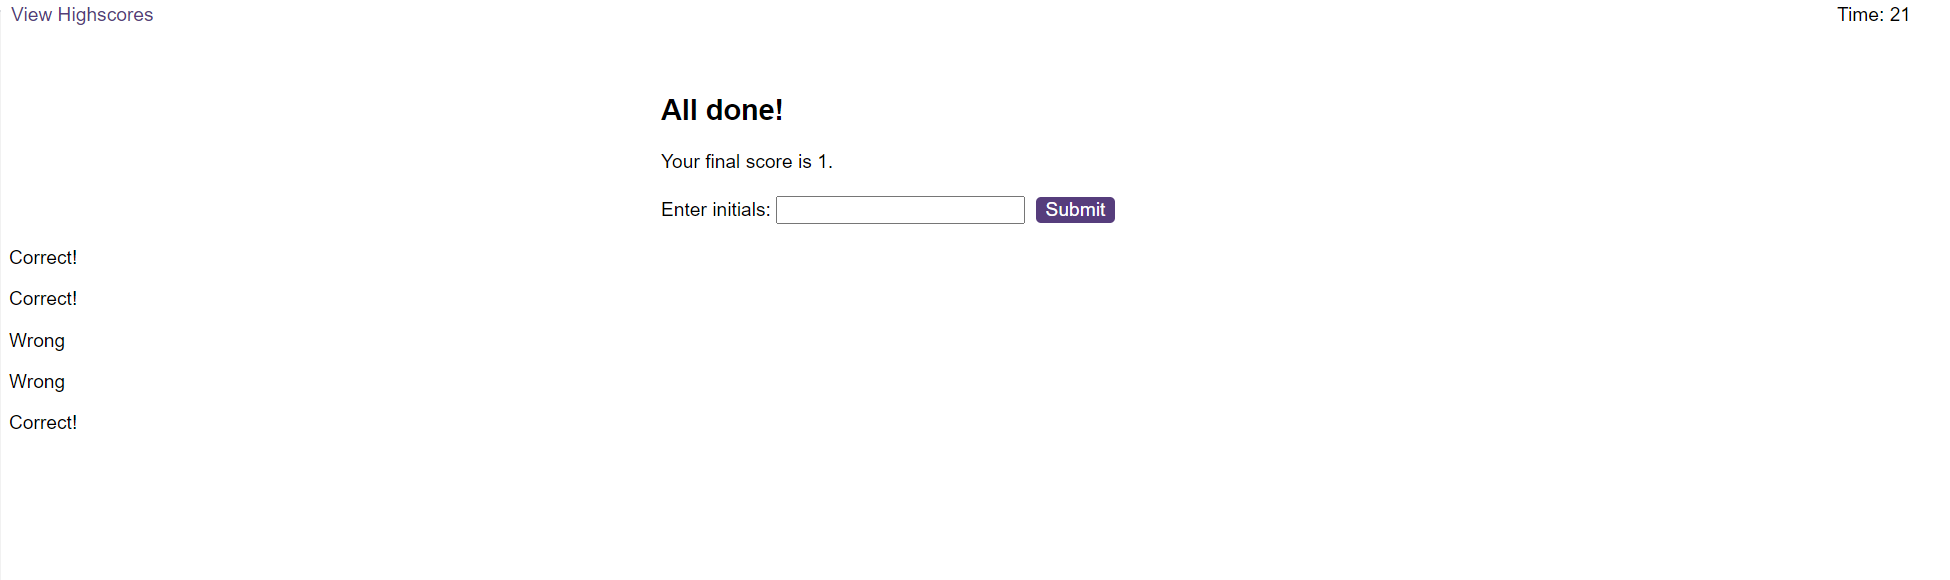 View Highscores Time: 21
All done!
Your final score is 1.
Enter initials: Submit
Correct!
Correct!
Wrong
Wrong
Correct!